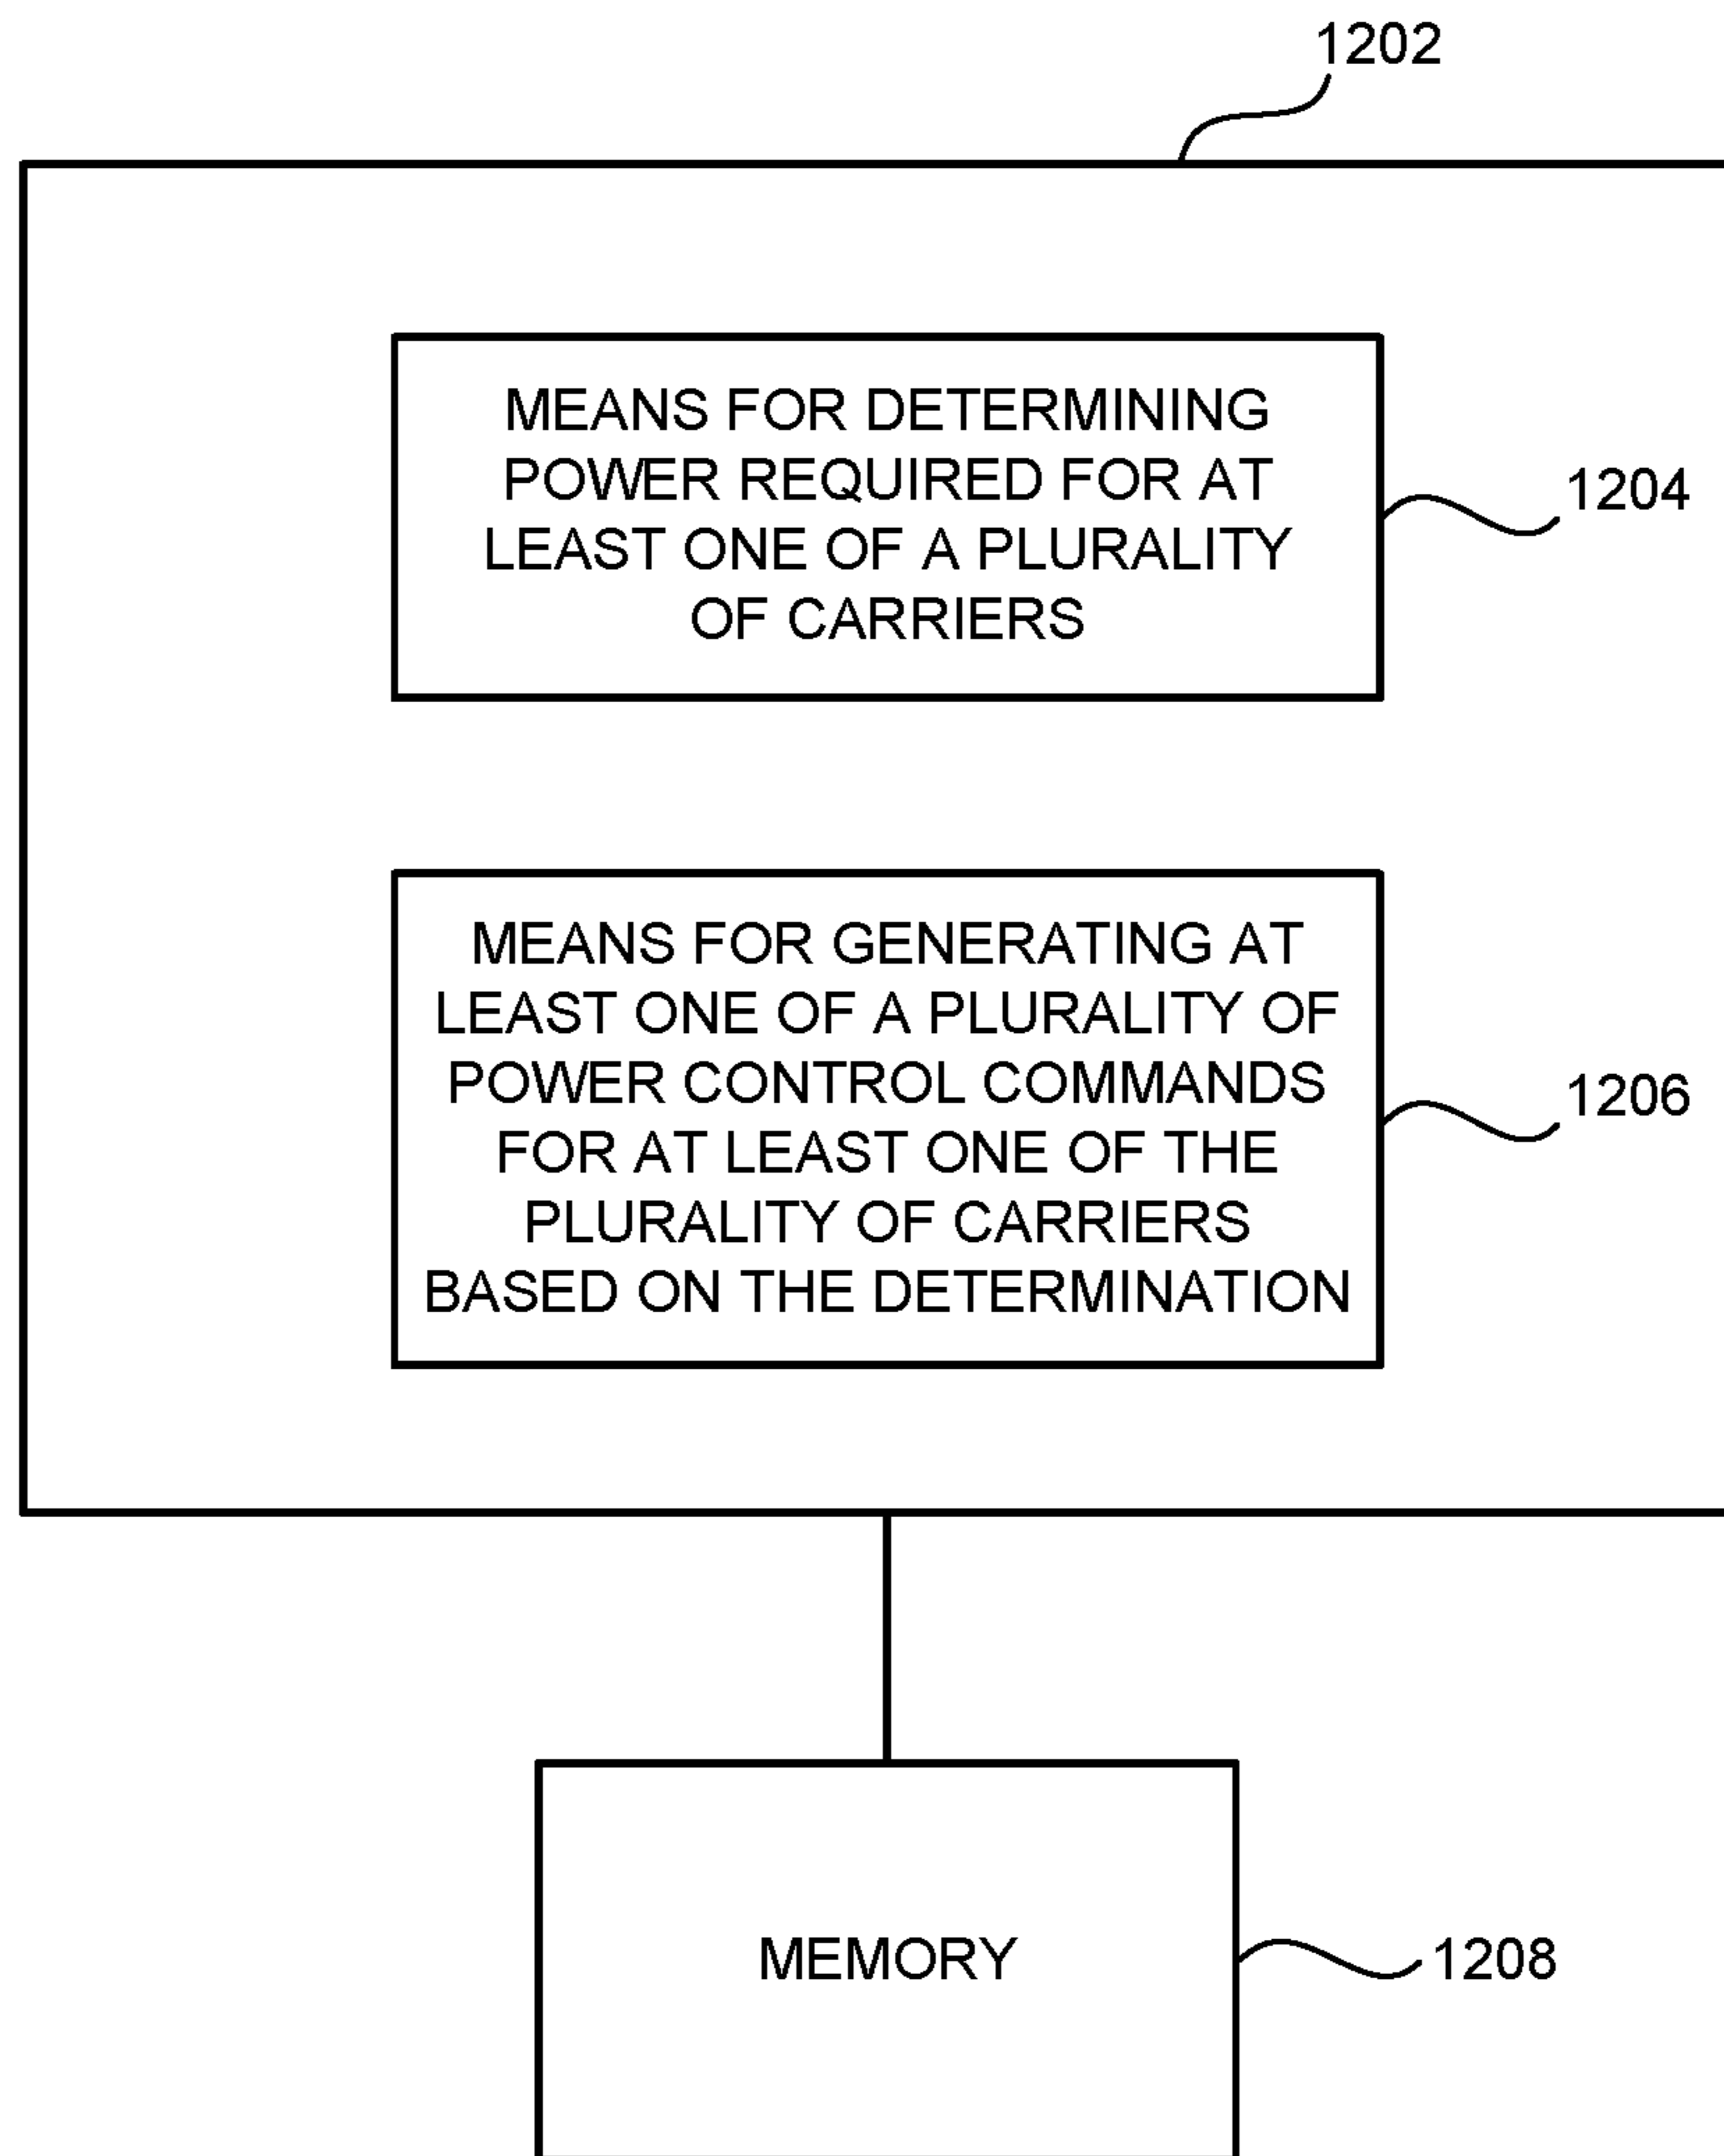 1202
MEANS FOR DETERMINING
POWER REQUIRED FOR AT
LEAST ONE OF A PLURALITY
OF CARRIERS
1204
MEANS FOR GENERATING AT
LEAST ONE OF A PLURALITY OF
POWER CONTROL COMMANDS
FOR AT LEAST ONE OF THE
PLURALITY OF CARRIERS
BASED ON THE DETERMINATION
1206
MEMORY
1208